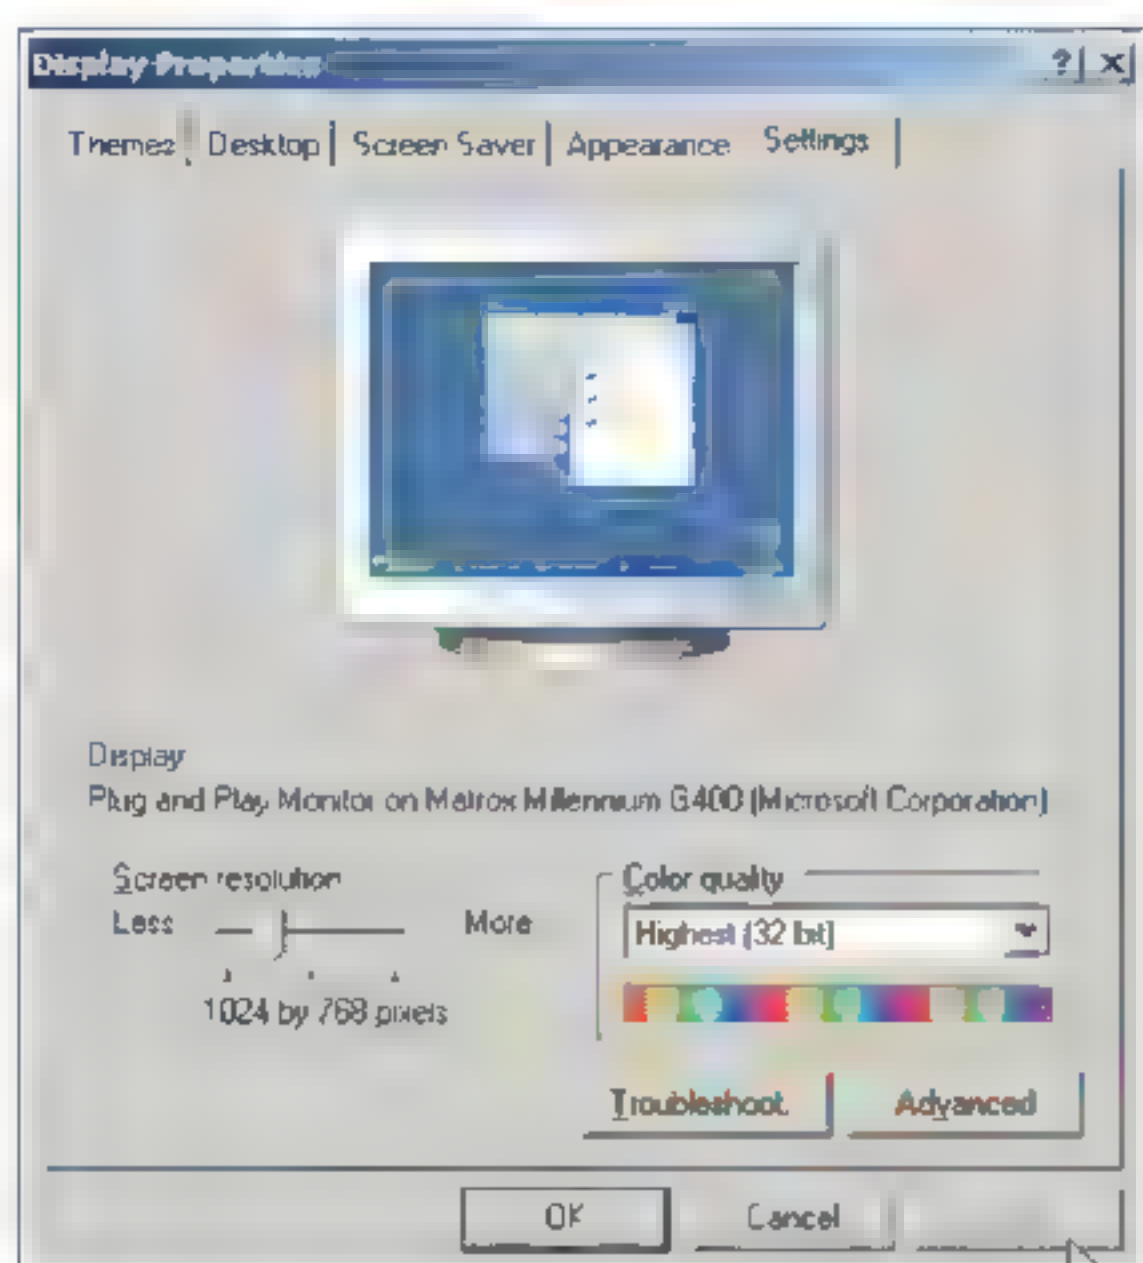 Display Properties ? X
Themes Desktop Screen Saver Appearance Settings
Display
Plug and Play Monitor on Matrox Millennium G400 (Microsoft Corporation)
Screen resolution
Less More
1024 by 768 pixels
Color quality
Highest (32 bit)
Troubleshoot. Advanced
OK Cancel